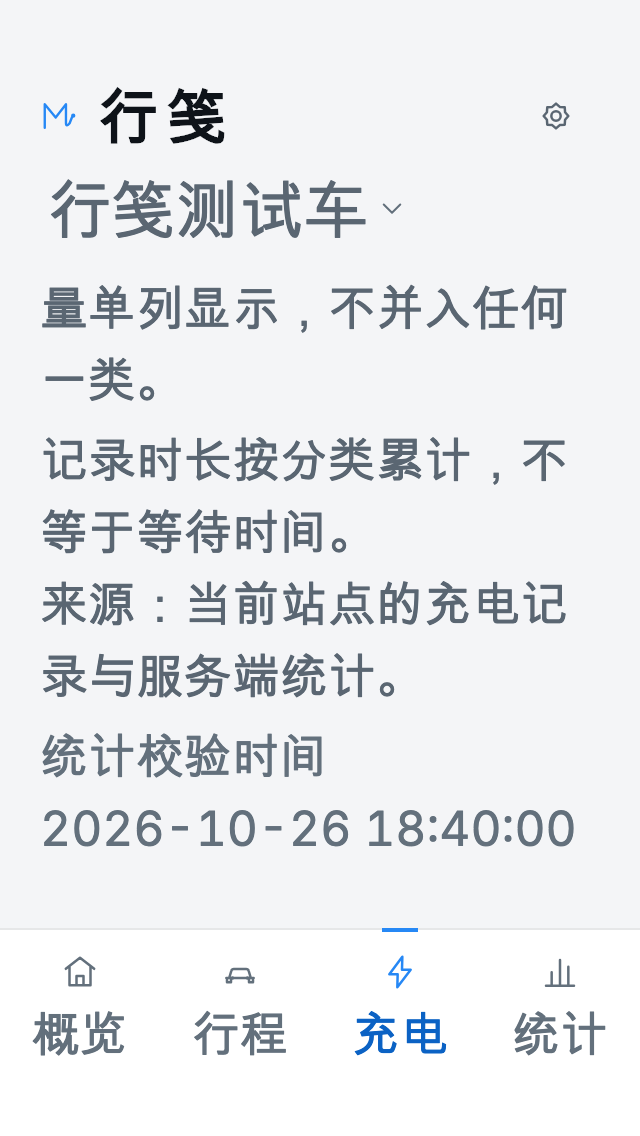 行笺
行笺测试车
量单列显示，不并入任何
一类。
记录时长按分类累计，不
等于等待时间。
来源：当前站点的充电记
录与服务端统计。
统计校验时间
2026-10-26 18:40:00
概览 行程 充电 统计